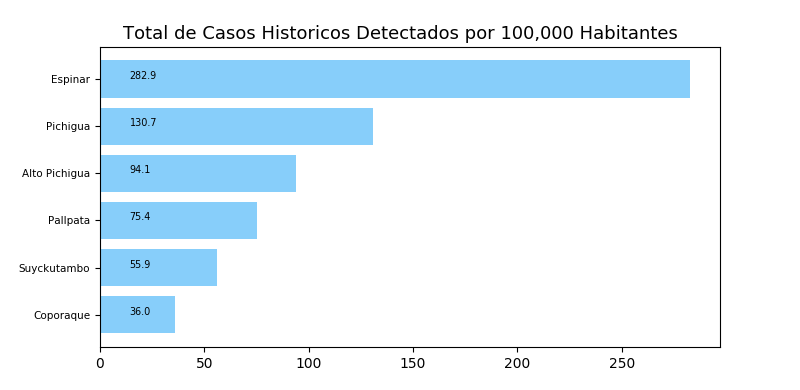 Total de Casos Historicos Detectados por 100,000 Habitantes
Espinar 282.9
Pichigua 130.7
Alto Pichigua 94.1
Pallpata 75.4
Suyckutambo 55.9
Coporaque 36.0
0 50 100 150 200 250